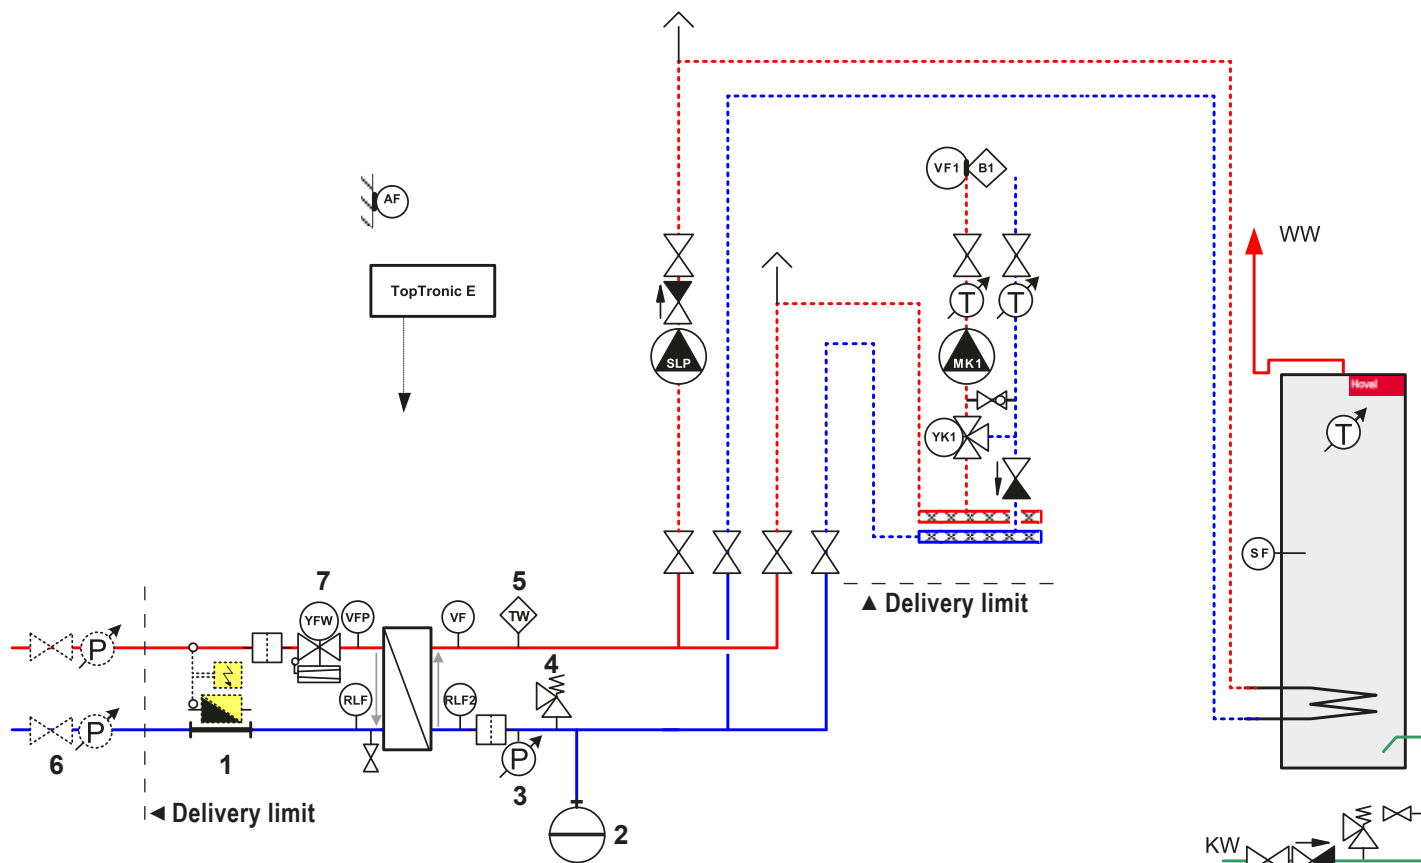 VF1
B1
AF
WW
TopTronic E
T
T
SLP
MK1
Hoval
T
YK1
SF
7
5
▲ Delivery limit
YFW
VFP
VF
TW
P
4
RLF
RLF2
P
P
6
1
3
◄ Delivery limit
2
KW